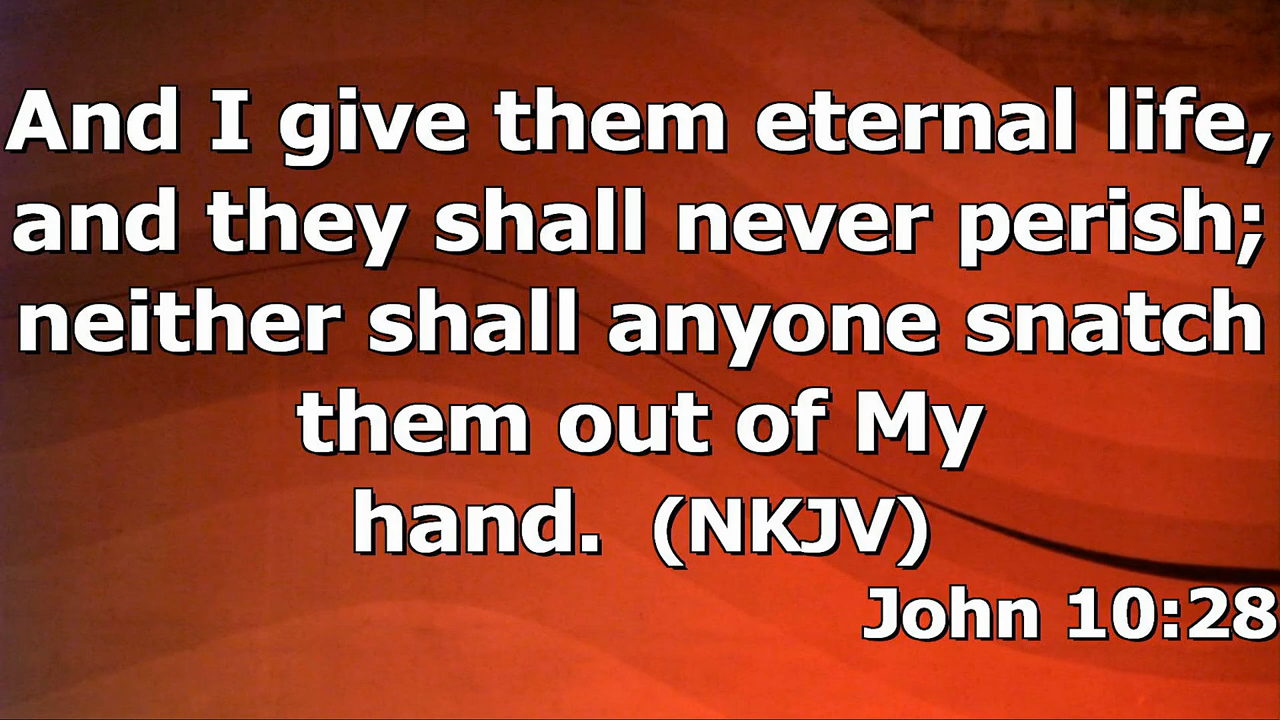 And I give them eternal life,
and they shall never perish;
neither shall anyone snatch
them out of My
hand.  (NKJV)
John 10:28